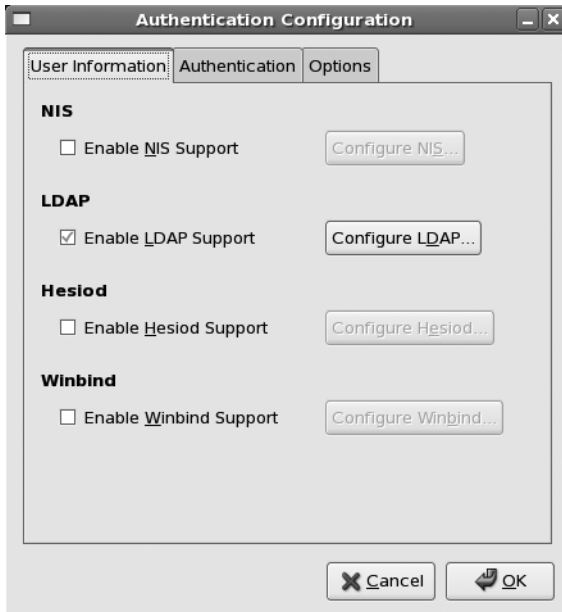 Authentication Configuration
User Information Authentication Options
NIS
Enable NIS Support Configure NIS...
LDAP
Enable LDAP Support Configure LDAP...
Hesiod
Enable Hesiod Support Configure Hesiod...
Winbind
Enable Winbind Support Configure Winbind...
Cancel OK